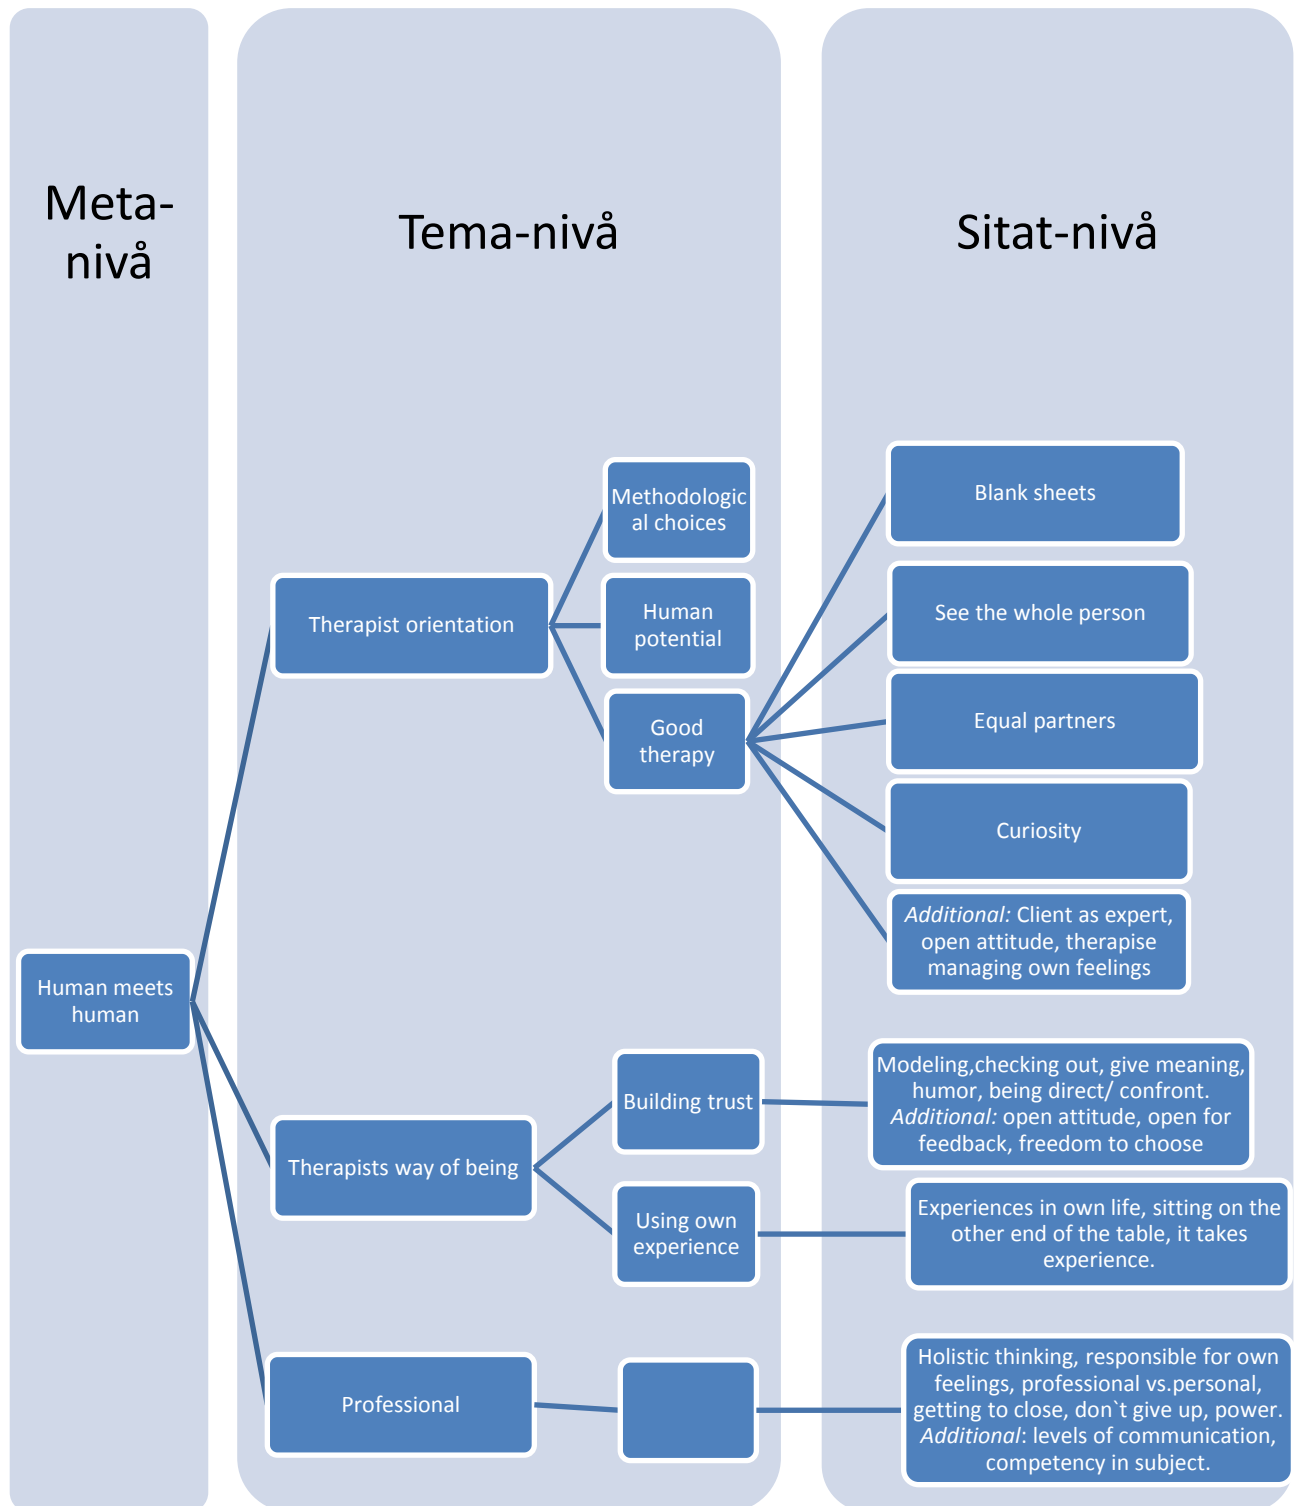 Meta-
nivå
Tema-nivå
Sitat-nivå
Human meets
human
Therapist orientation
Methodologic
al choices
Human
potential
Good
therapy
Blank sheets
See the whole person
Equal partners
Curiosity
Additional: Client as expert,
open attitude, therapise
managing own feelings
Therapists way of being
Building trust
Modeling,checking out, give meaning,
humor, being direct/ confront.
Additional: open attitude, open for
feedback, freedom to choose
Using own
experience
Experiences in own life, sitting on the
other end of the table, it takes
experience.
Professional
Holistic thinking, responsible for own
feelings, professional vs.personal,
getting to close, don`t give up, power.
Additional: levels of communication,
competency in subject.